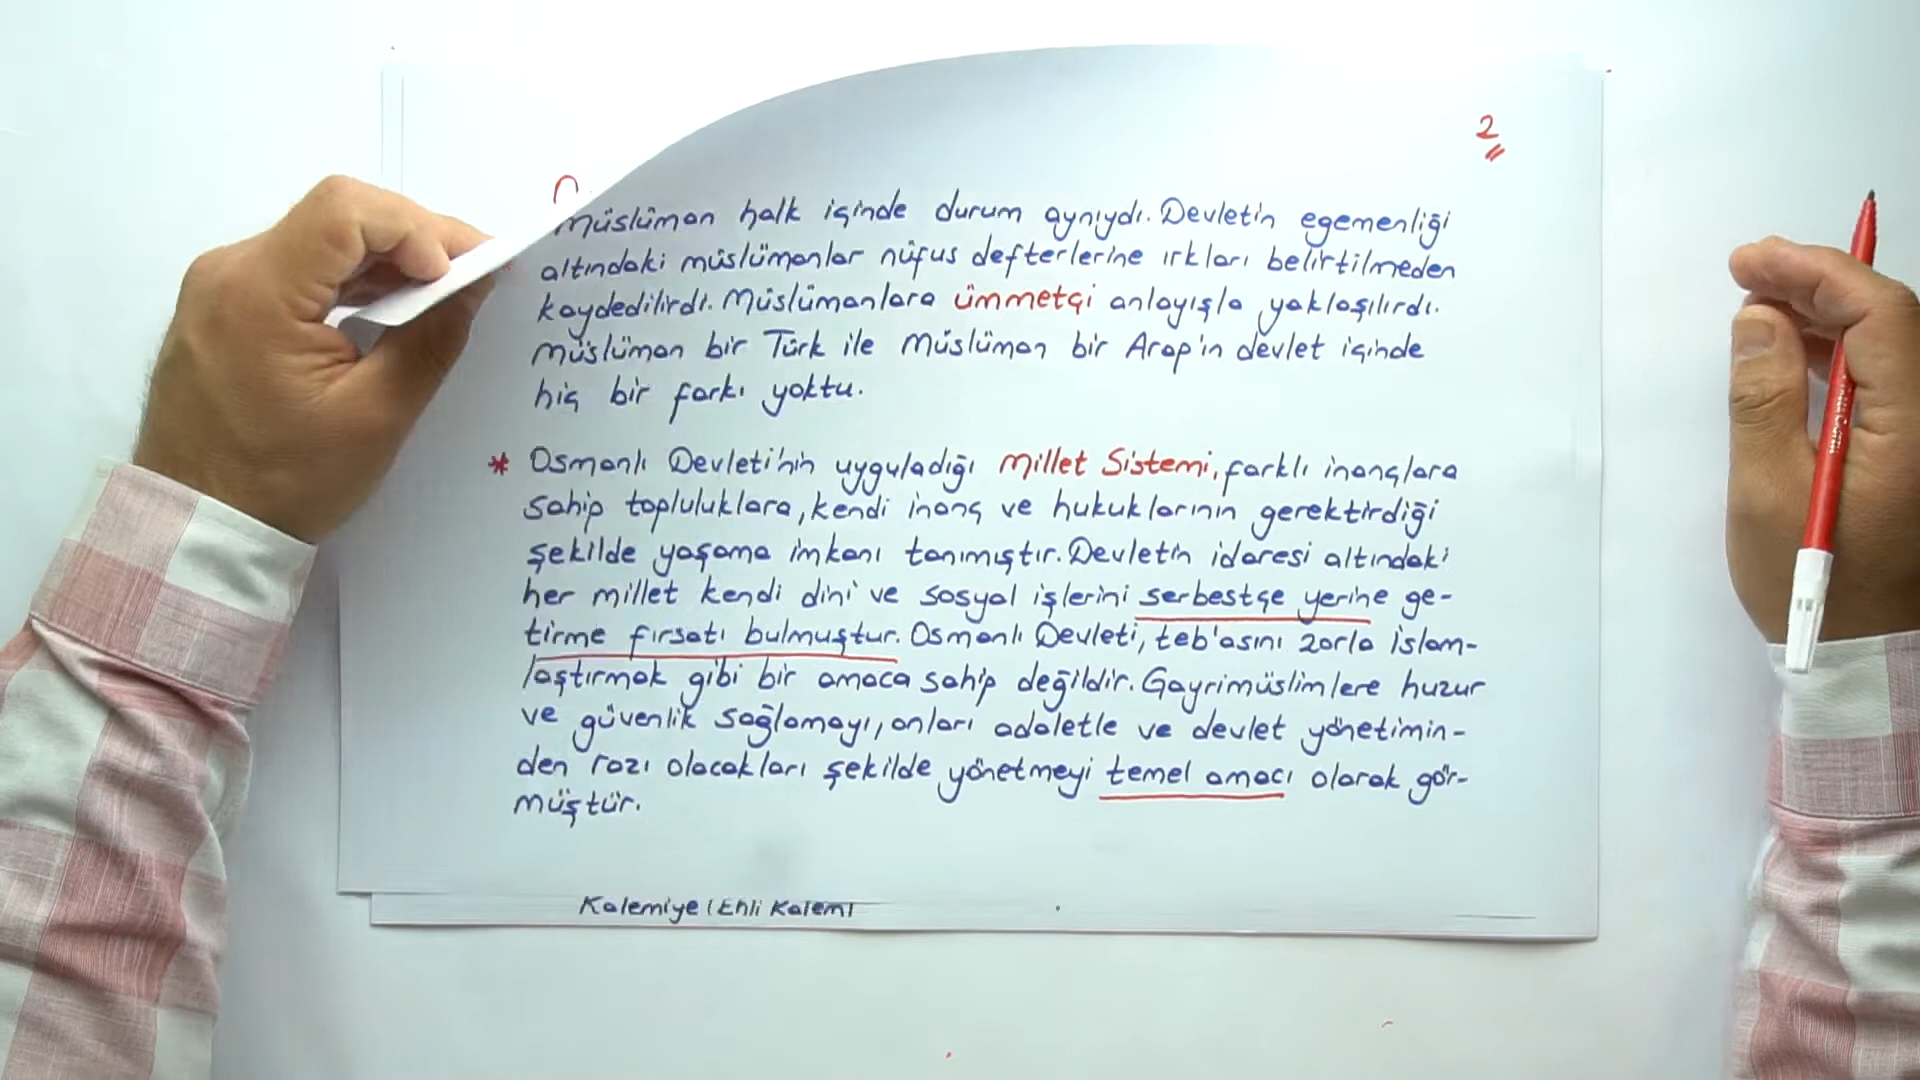 2
Müslüman halk içinde durum aynıydı. Devletin egemenliği
altındaki müslümanlar nüfus defterlerine ırkları belirtilmeden
kaydedilirdi. Müslümanlara ümmetçi anlayışla yaklaşılırdı.
Müslüman bir Türk ile Müslüman bir Arap'ın devlet içinde
hiç bir farkı yoktu.
* Osmanlı Devleti'nin uyguladığı Millet Sistemi, farklı inançlara
sahip topluluklara, kendi inanç ve hukuklarının gerektirdiği
şekilde yaşama imkanı tanımıştır. Devletin idaresi altındaki
her millet kendi dini ve sosyal işlerini serbestçe yerine ge-
tirme fırsatı bulmuştur. Osmanlı Devleti, teb'asını zorla İslam-
laştırmak gibi bir amaca sahip değildir. Gayrimüslimlere huzur
ve güvenlik sağlamayı, onları adaletle ve devlet yönetimin-
den razı olacakları şekilde yönetmeyi temel amacı olarak gör-
müştür.
Kalemiye (Ehli Kalem)